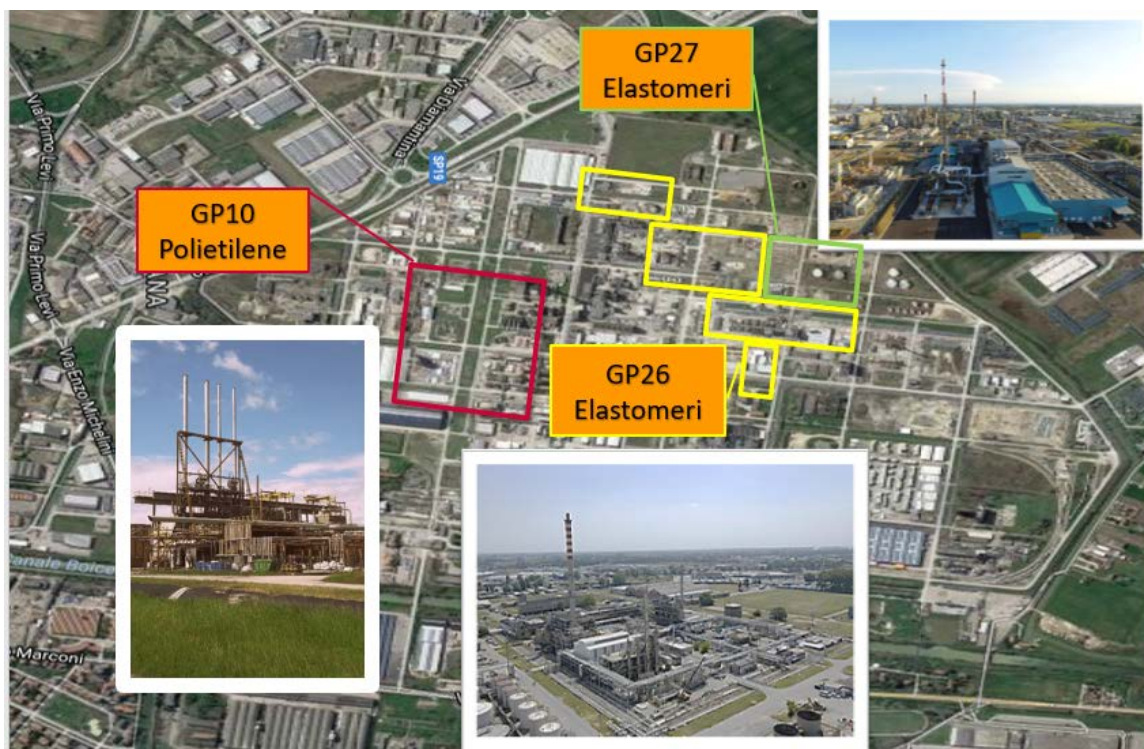 GP27
Elastomeri
Via Diamantina
Via Primo Levi
SP19
GP10
Polietilene
Via Primo Levi
NNA
Via Enzo Michelini
GP26
Elastomeri
anale Boice
Marconi